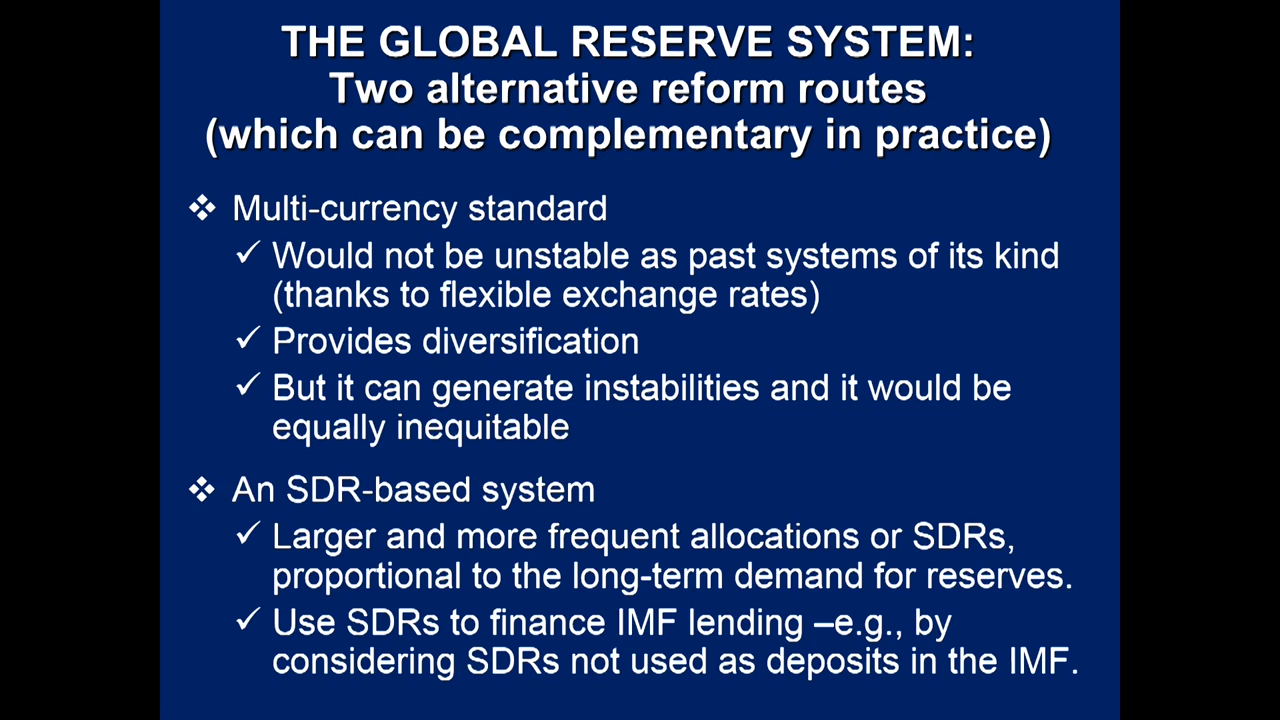 THE GLOBAL RESERVE SYSTEM:
Two alternative reform routes
(which can be complementary in practice)
❖ Multi-currency standard
✓ Would not be unstable as past systems of its kind
(thanks to flexible exchange rates)
✓ Provides diversification
✓ But it can generate instabilities and it would be
equally inequitable
❖ An SDR-based system
✓ Larger and more frequent allocations or SDRs,
proportional to the long-term demand for reserves.
✓ Use SDRs to finance IMF lending –e.g., by
considering SDRs not used as deposits in the IMF.